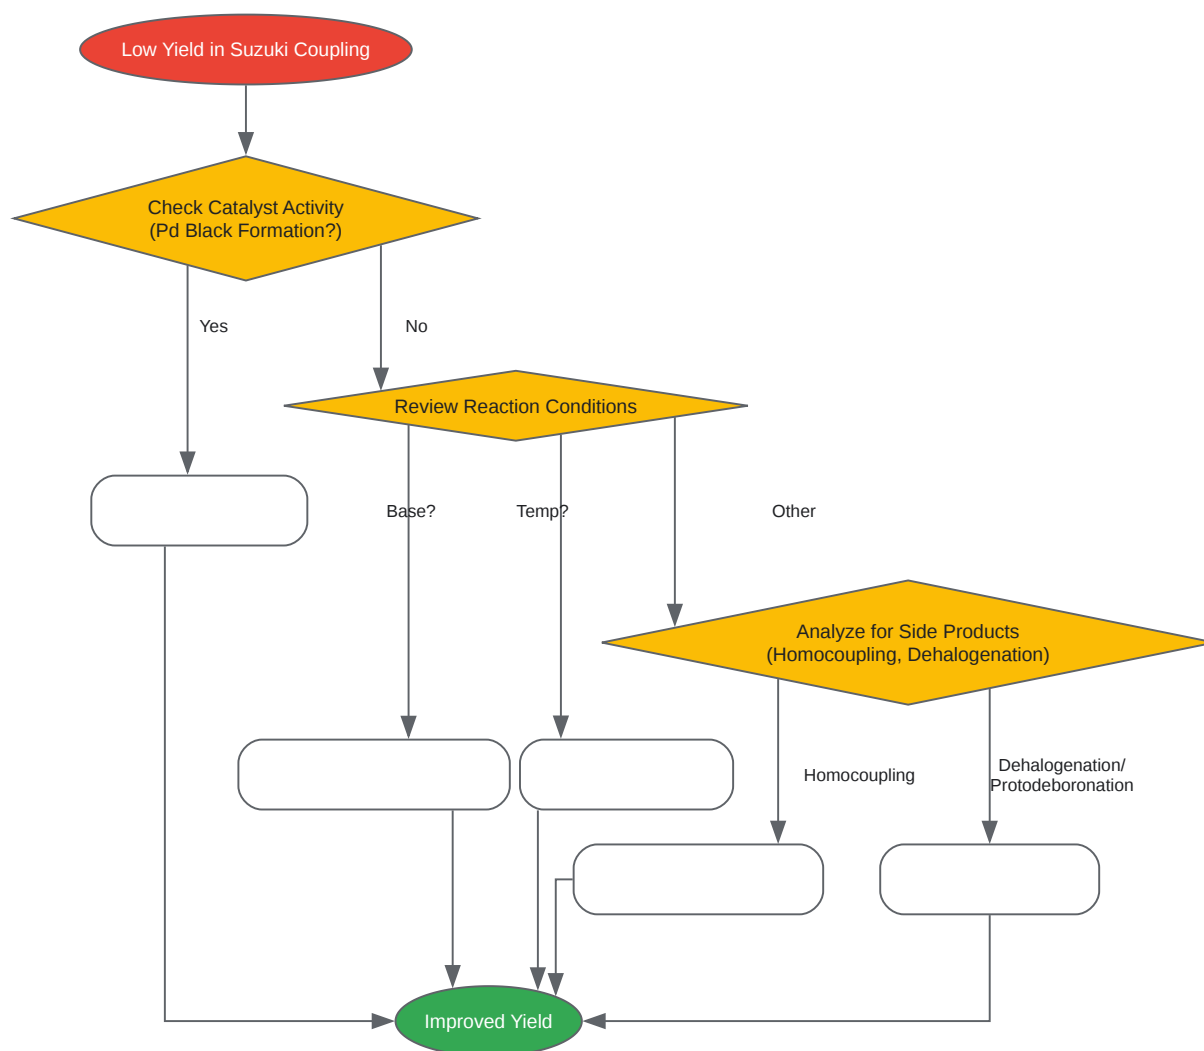 Low Yield in Suzuki Coupling
Check Catalyst Activity
(Pd Black Formation?)
Yes
No
Review Reaction Conditions
Base?
Temp?
Other
Analyze for Side Products
(Homocoupling, Dehalogenation)
Homocoupling
Dehalogenation/
Protodeboronation
Improved Yield